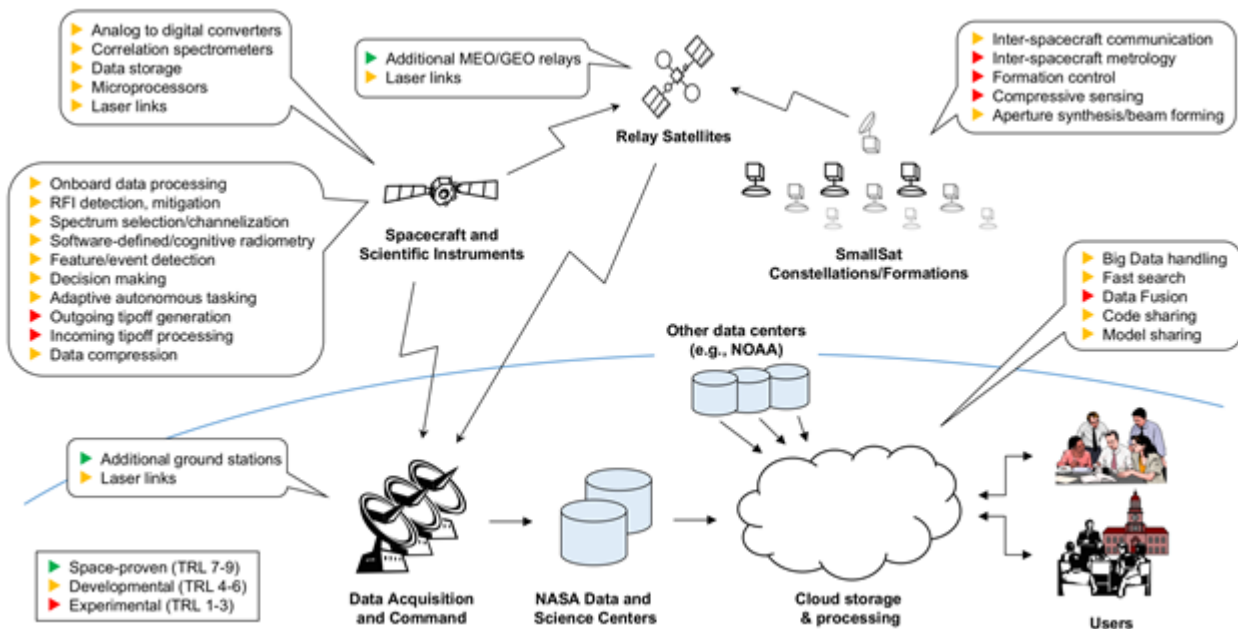 Analog to digital converters
Correlation spectrometers
Data storage
Microprocessors
Laser links
Additional MEO/GEO relays
Laser links
Relay Satellites
Inter-spacecraft communication
Inter-spacecraft metrology
Formation control
Compressive sensing
Aperture synthesis/beam forming
Onboard data processing
RFI detection, mitigation
Spectrum selection/channelization
Software-defined/cognitive radiometry
Feature/event detection
Decision making
Adaptive autonomous tasking
Outgoing tipoff generation
Incoming tipoff processing
Data compression
Spacecraft and
Scientific Instruments
SmallSat
Constellations/Formations
Big Data handling
Fast search
Data Fusion
Code sharing
Model sharing
Other data centers
(e.g., NOAA)
Additional ground stations
Laser links
Space-proven (TRL 7-9)
Developmental (TRL 4-6)
Experimental (TRL 1-3)
Data Acquisition
and Command
NASA Data and
Science Centers
Cloud storage
& processing
Users